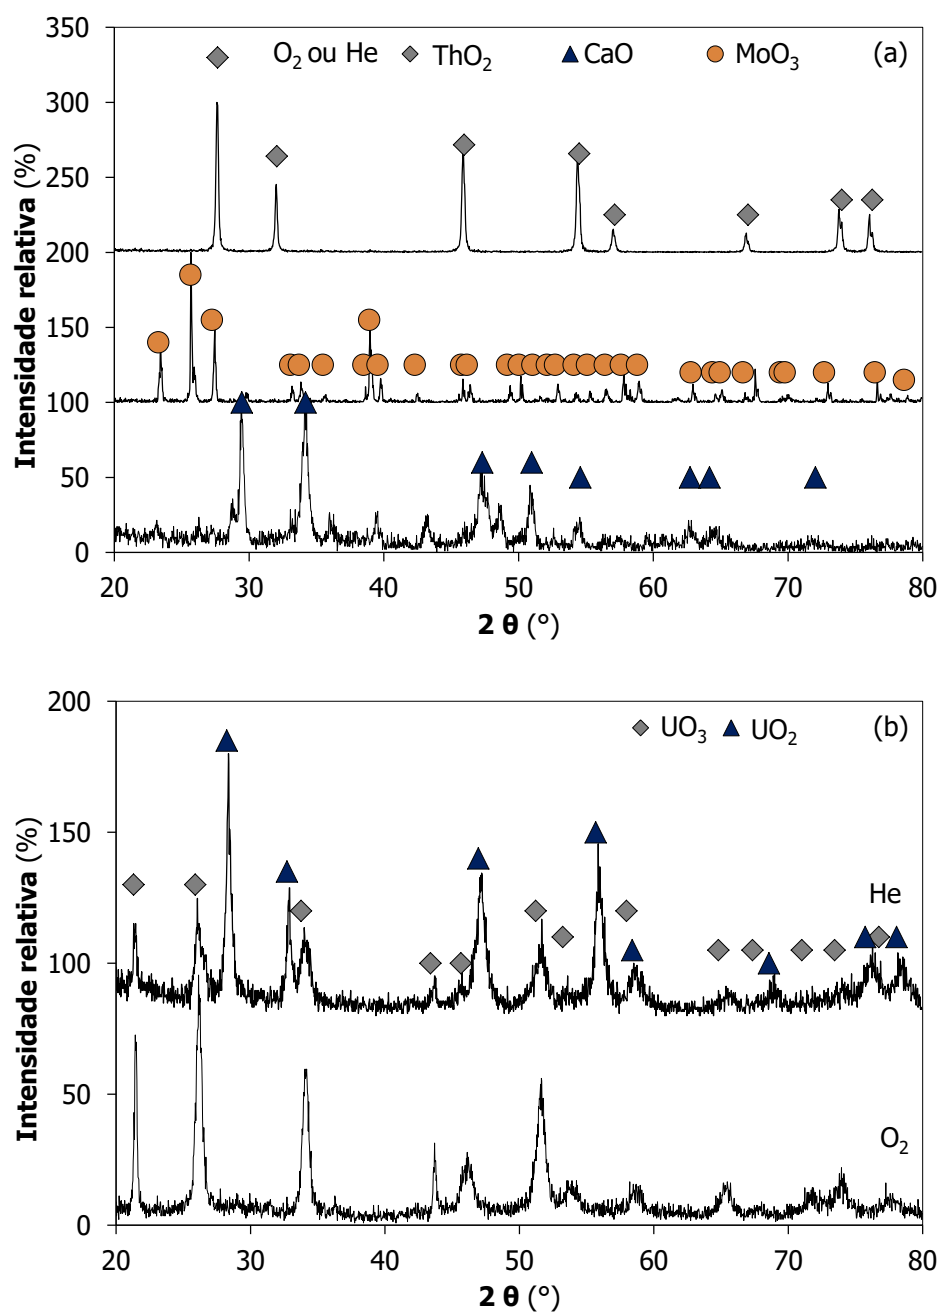 350
300
250
200
150
100
50
0
O₂ ou He ThO₂ CaO MoO₃ (a)
Intensidade relativa (%)
20 30 40 50 60 70 80
2 θ (°)
200
150
100
50
0
UO₃ UO₂ (b)
He
O₂
Intensidade relativa (%)
20 30 40 50 60 70 80
2 θ (°)